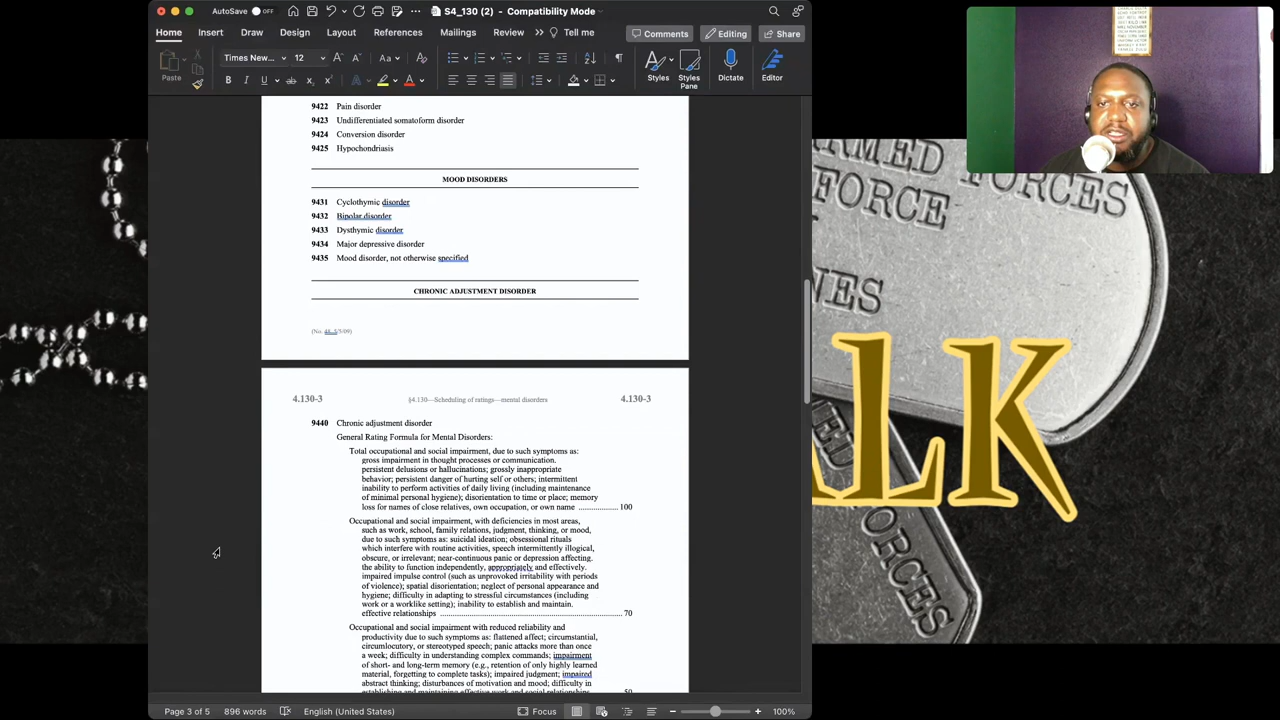 AutoSave OFF
S4_130 (2) - Compatibility Mode
Home Insert Draw Design Layout References Mailings Review Tell me
Comments Editing Share
Paste
Times New... 12
Styles Styles Pane Dictate Editor
9422 Pain disorder
9423 Undifferentiated somatoform disorder
9424 Conversion disorder
9425 Hypochondriasis
MOOD DISORDERS
9431 Cyclothymic disorder
9432 Bipolar disorder
9433 Dysthymic disorder
9434 Major depressive disorder
9435 Mood disorder, not otherwise specified
CHRONIC ADJUSTMENT DISORDER
4.130-3 §4.130—Scheduling of ratings—mental disorders 4.130-3
9440 Chronic adjustment disorder
General Rating Formula for Mental Disorders:
Total occupational and social impairment, due to such symptoms as:
gross impairment in thought processes or communication.
persistent delusions or hallucinations; grossly inappropriate
behavior; persistent danger of hurting self or others; intermittent
inability to perform activities of daily living (including maintenance
of minimal personal hygiene); disorientation to time or place; memory
loss for names of close relatives, own occupation, or own name .................. 100
Occupational and social impairment, with deficiencies in most areas,
such as work, school, family relations, judgment, thinking, or mood,
due to such symptoms as: suicidal ideation; obsessional rituals
which interfere with routine activities, speech intermittently illogical,
obscure, or irrelevant; near-continuous panic or depression affecting.
the ability to function independently, appropriately and effectively.
impaired impulse control (such as unprovoked irritability with periods
of violence); spatial disorientation; neglect of personal appearance and
hygiene; difficulty in adapting to stressful circumstances (including
work or a worklike setting); inability to establish and maintain.
effective relationships .................. 70
Occupational and social impairment with reduced reliability and
productivity due to such symptoms as: flattened affect; circumstantial,
circumlocutory, or stereotyped speech; panic attacks more than once
a week; difficulty in understanding complex commands; impairment
of short- and long-term memory (e.g., retention of only highly learned
material, forgetting to complete tasks); impaired judgment; impaired
abstract thinking; disturbances of motivation and mood; difficulty in
establishing and maintaining effective work and social relationships 50
Page 3 of 5 896 words English (United States) Focus 100%
ARMED FORCES
FORCE
NES
ALK
FORCES